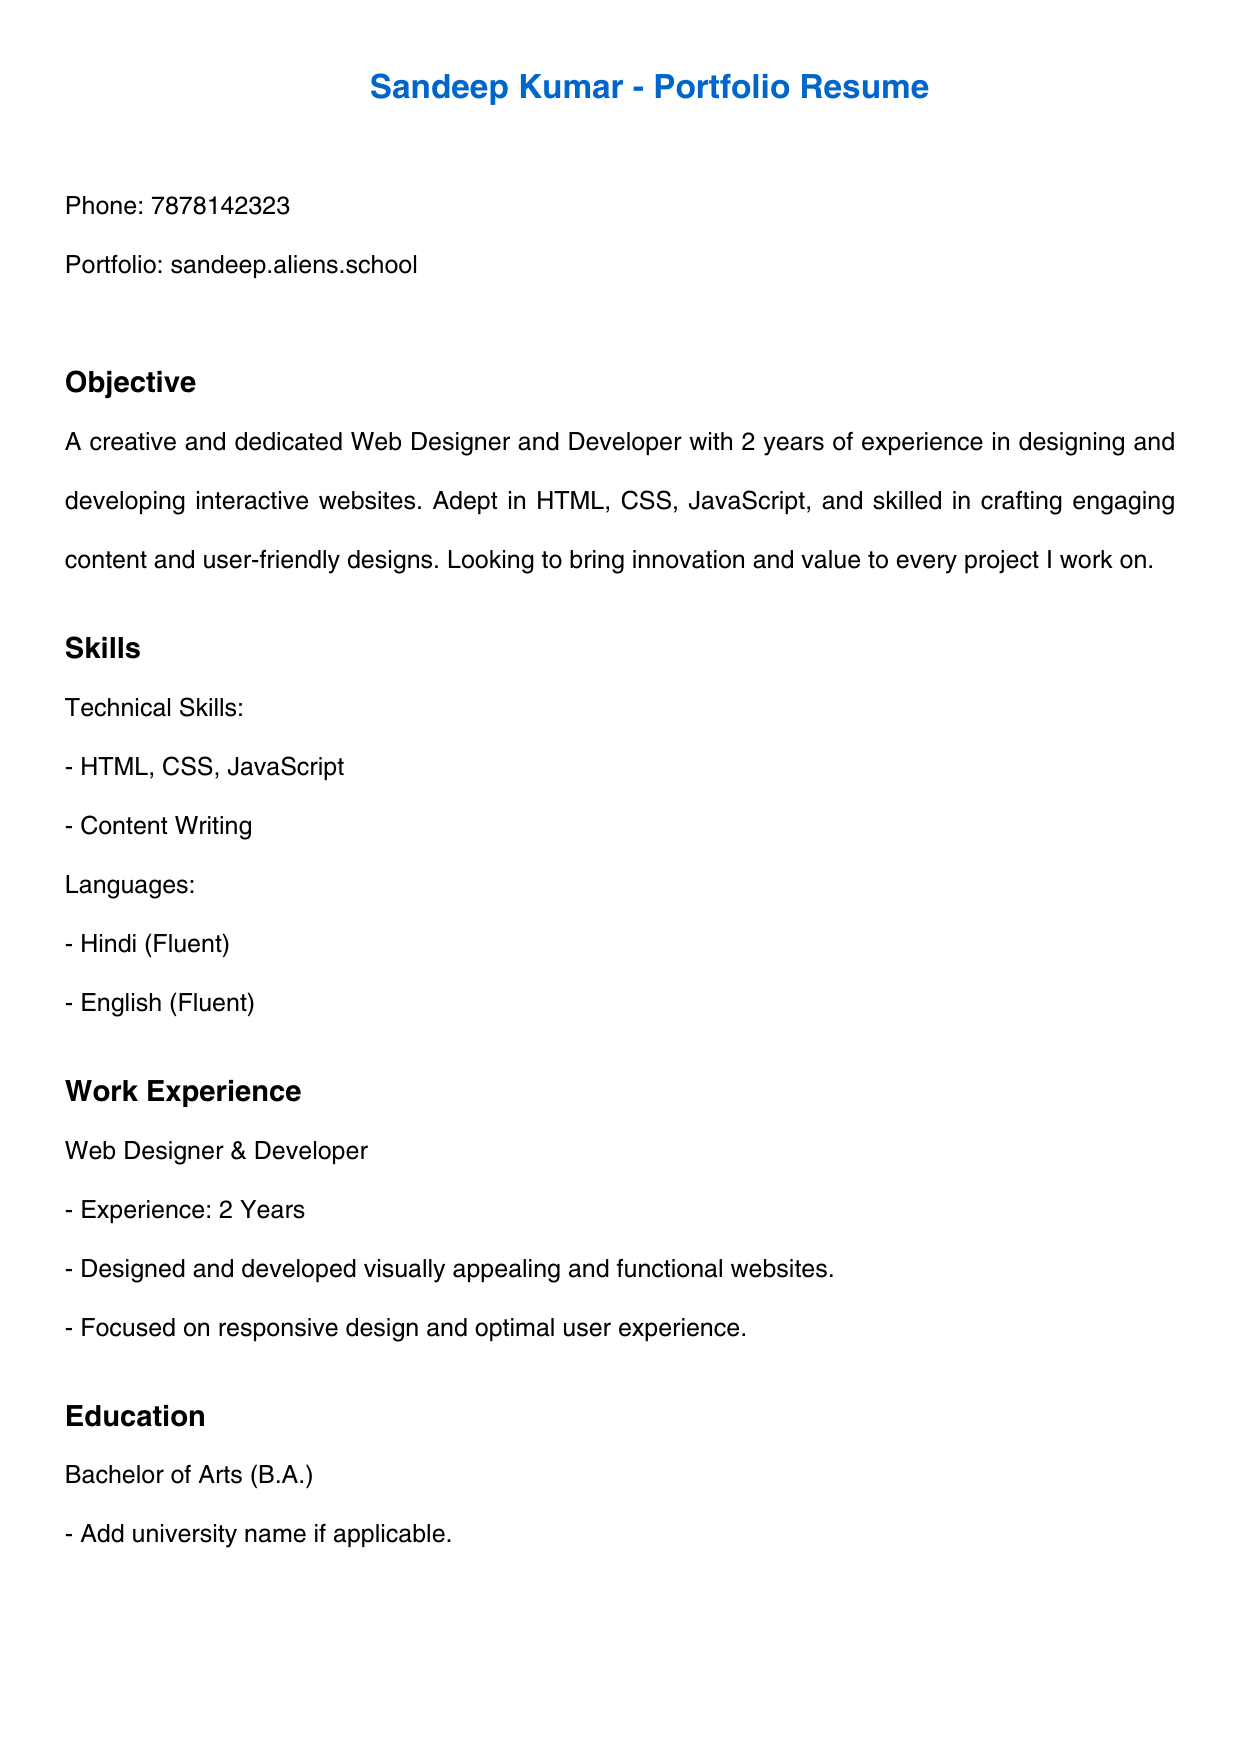 Sandeep Kumar - Portfolio Resume
Phone: 7878142323
Portfolio: sandeep.aliens.school
Objective
A creative and dedicated Web Designer and Developer with 2 years of experience in designing and
developing interactive websites. Adept in HTML, CSS, JavaScript, and skilled in crafting engaging
content and user-friendly designs. Looking to bring innovation and value to every project I work on.
Skills
Technical Skills:
- HTML, CSS, JavaScript
- Content Writing
Languages:
- Hindi (Fluent)
- English (Fluent)
Work Experience
Web Designer & Developer
- Experience: 2 Years
- Designed and developed visually appealing and functional websites.
- Focused on responsive design and optimal user experience.
Education
Bachelor of Arts (B.A.)
- Add university name if applicable.